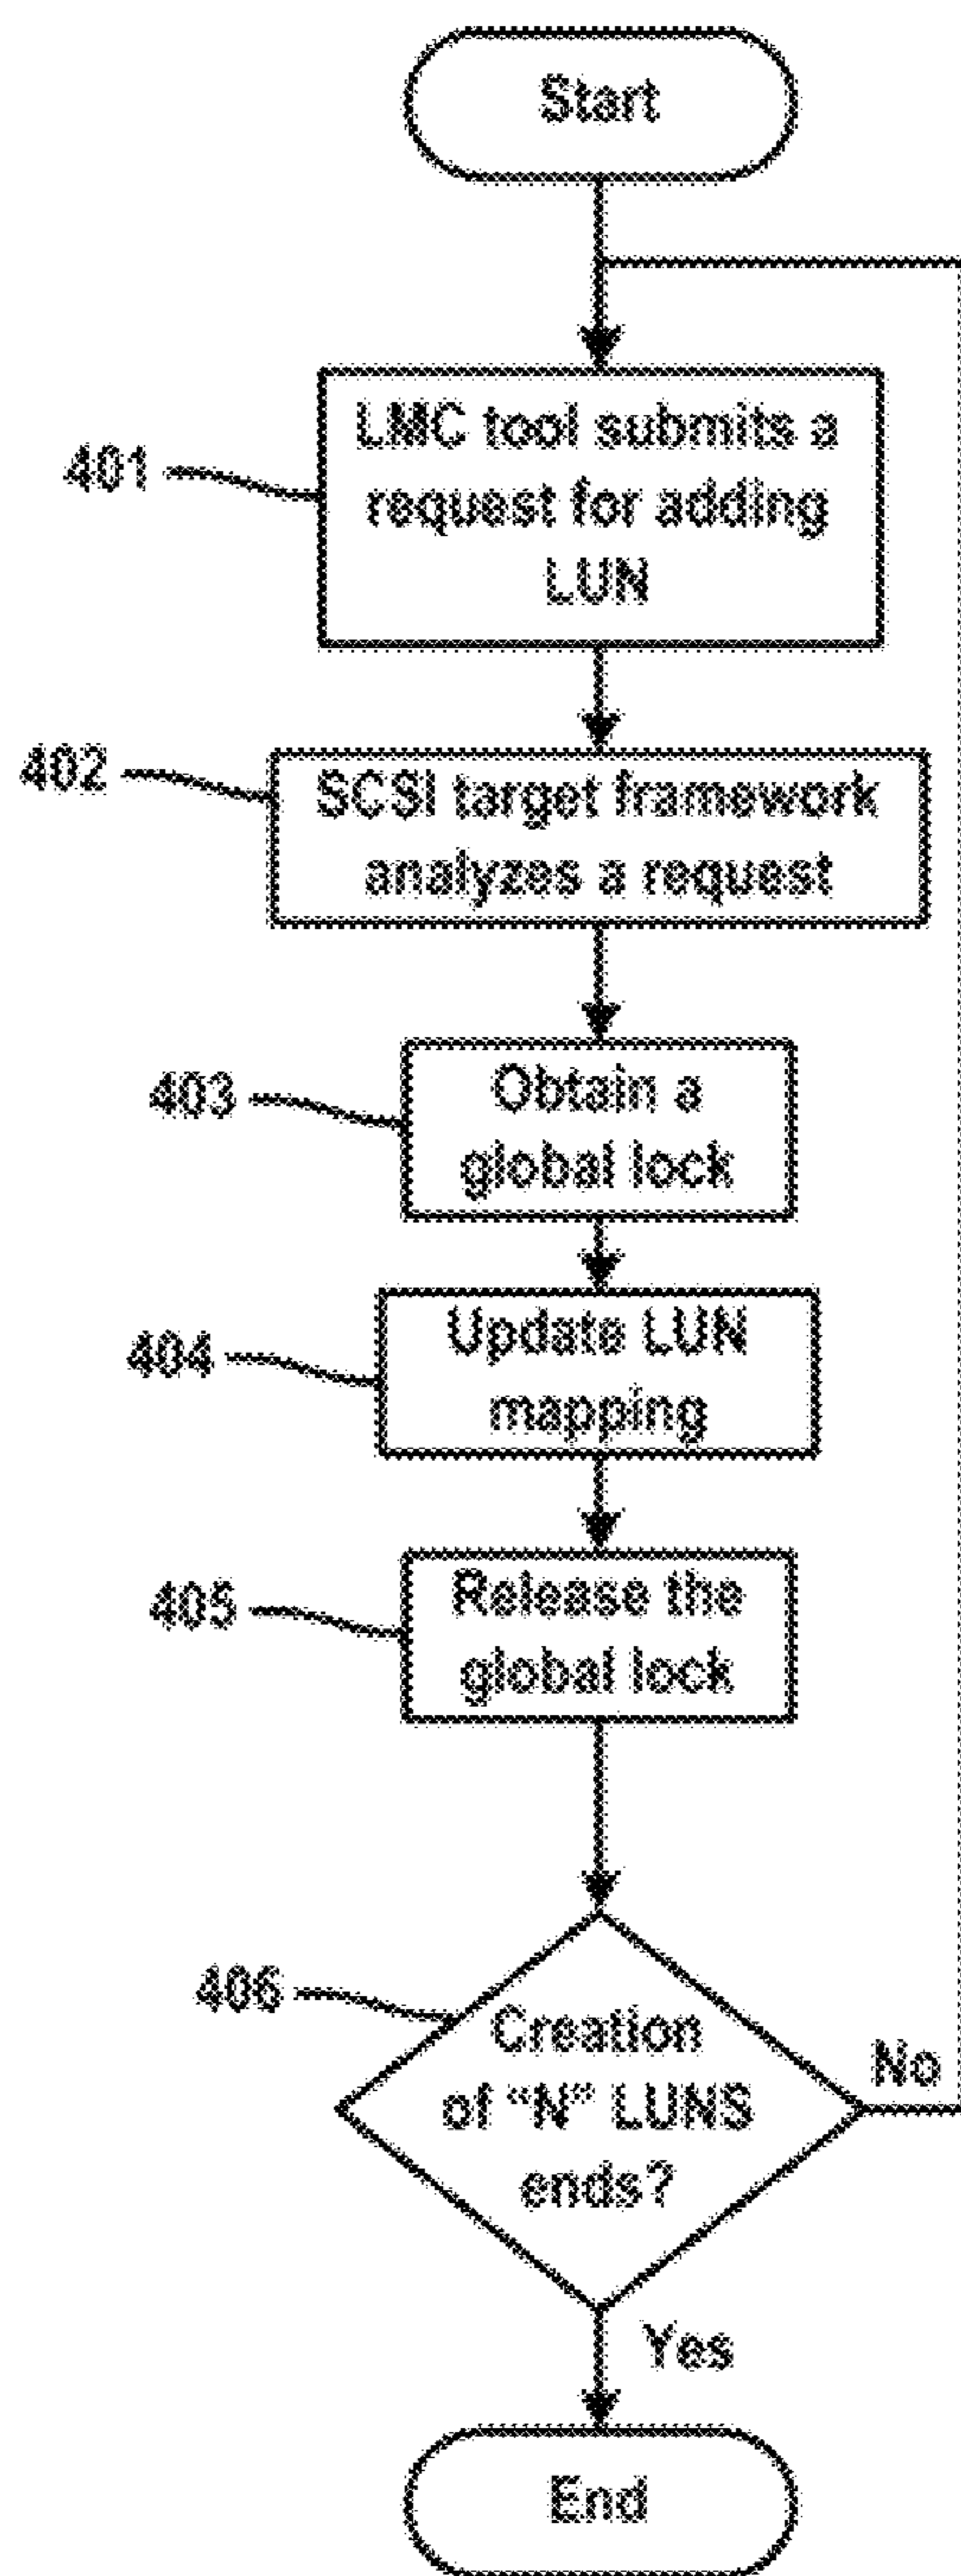 Start
401
LMC tool submits a
request for adding
LUN
402
SCSI target framework
analyzes a request
403
Obtain a
global lock
404
Update LUN
mapping
405
Release the
global lock
406
Creation
of “N” LUNS
ends?
No
Yes
End